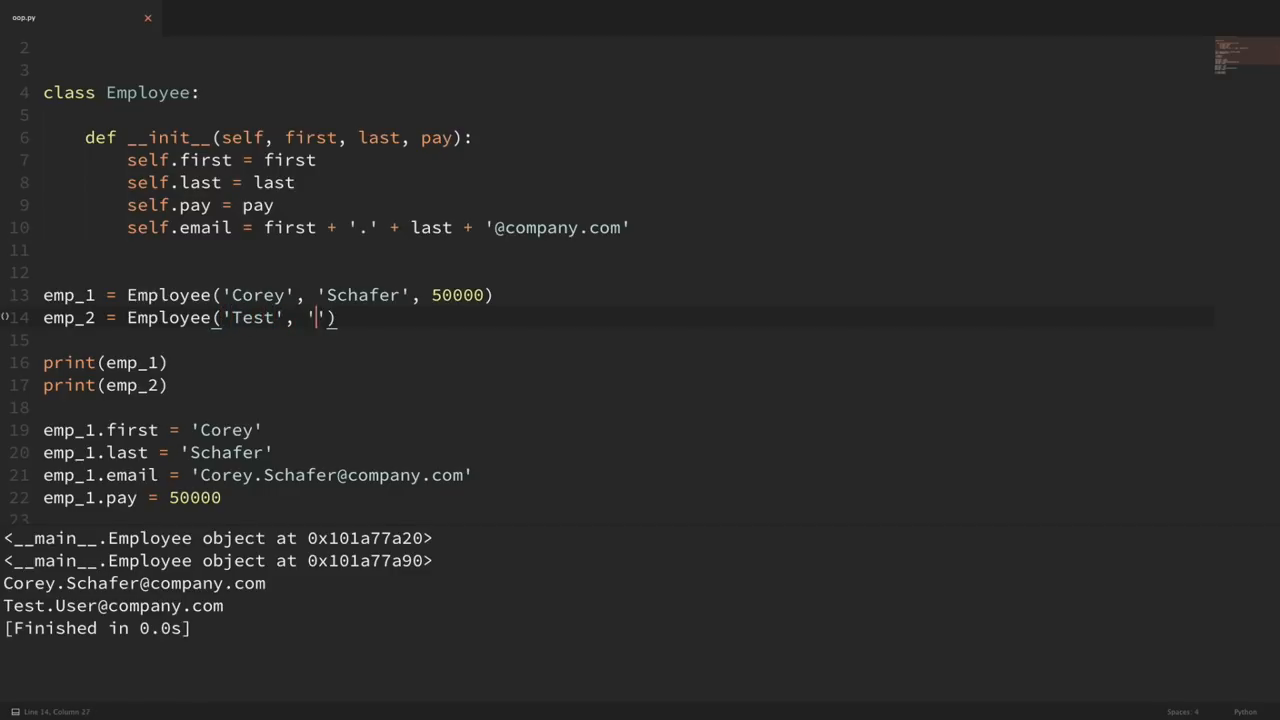 oop.py
2
3
4 class Employee:
5
6 def __init__(self, first, last, pay):
7 self.first = first
8 self.last = last
9 self.pay = pay
10 self.email = first + '.' + last + '@company.com'
11
12
13 emp_1 = Employee('Corey', 'Schafer', 50000)
14 emp_2 = Employee('Test', '')
15
16 print(emp_1)
17 print(emp_2)
18
19 emp_1.first = 'Corey'
20 emp_1.last = 'Schafer'
21 emp_1.email = 'Corey.Schafer@company.com'
22 emp_1.pay = 50000
23
<__main__.Employee object at 0x101a77a20>
<__main__.Employee object at 0x101a77a90>
Corey.Schafer@company.com
Test.User@company.com
[Finished in 0.0s]
Line 14, Column 27 Spaces: 4 Python